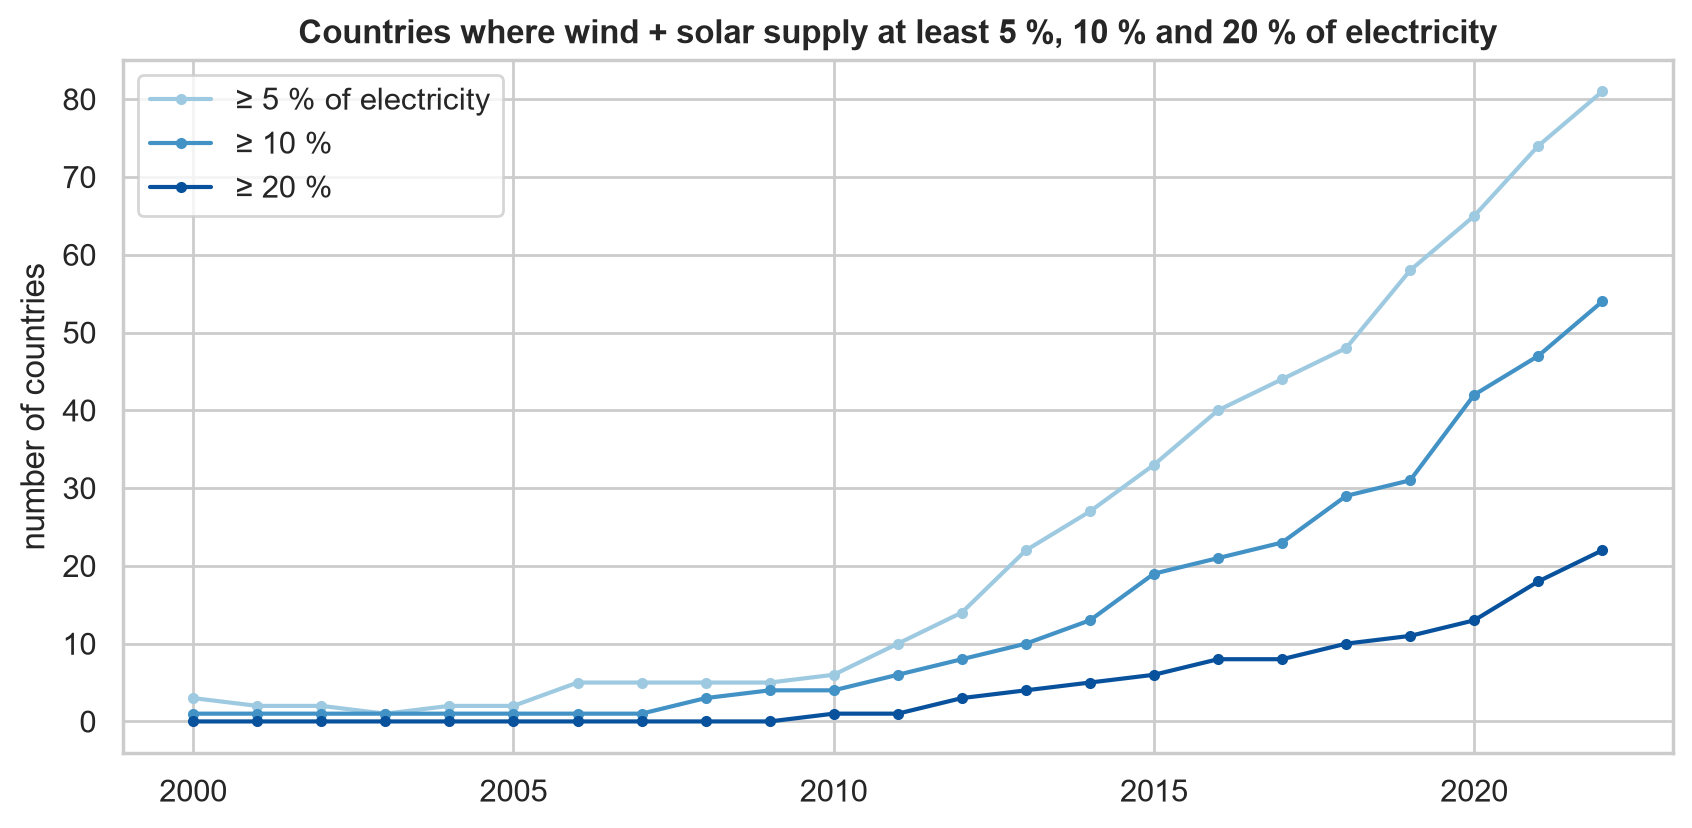 Countries where wind + solar supply at least 5 %, 10 % and 20 % of electricity
≥ 5 % of electricity
≥ 10 %
≥ 20 %
number of countries
80
70
60
50
40
30
20
10
0
2000
2005
2010
2015
2020